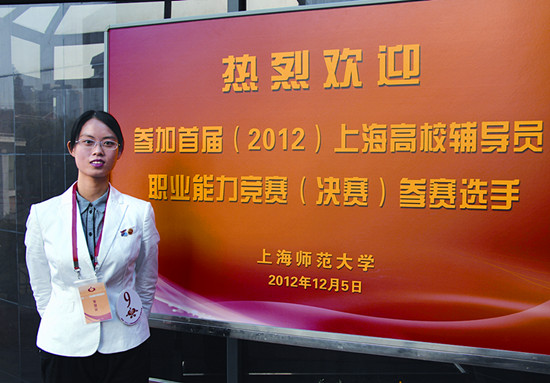 热烈欢迎
参加首届（2012）上海高校辅导员
职业能力竞赛（决赛）参赛选手
上海师范大学
2012年12月5日
9